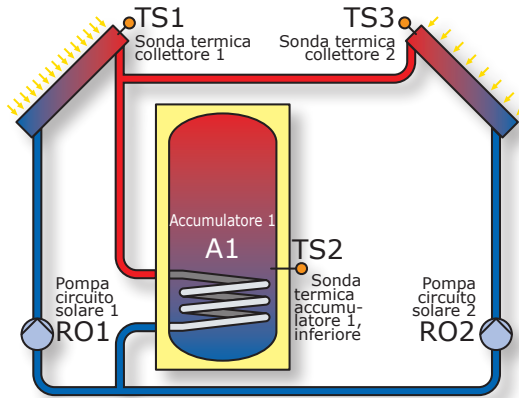 TS1
Sonda termica
collettore 1
TS3
Sonda termica
collettore 2
Accumulatore 1
A1
TS2
Sonda
termica
accumu-
latore 1,
inferiore
Pompa
circuito
solare 1
RO1
Pompa
circuito
solare 2
RO2